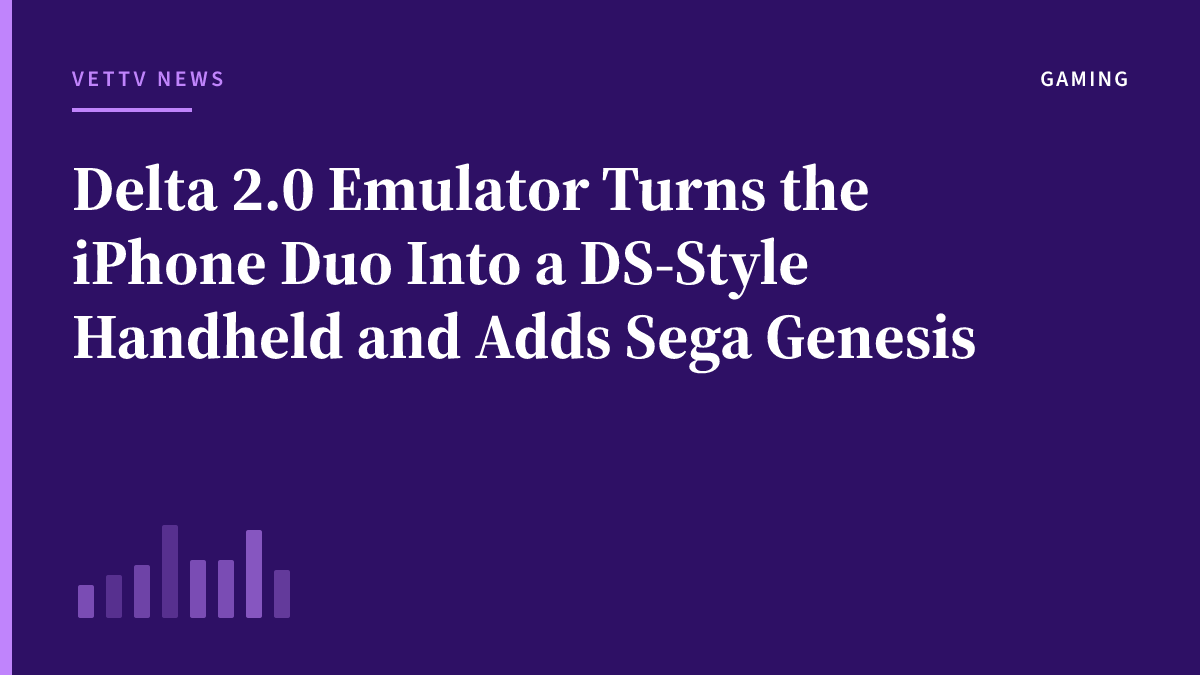 VETTV NEWS
GAMING
Delta 2.0 Emulator Turns the
iPhone Duo Into a DS-Style
Handheld and Adds Sega Genesis